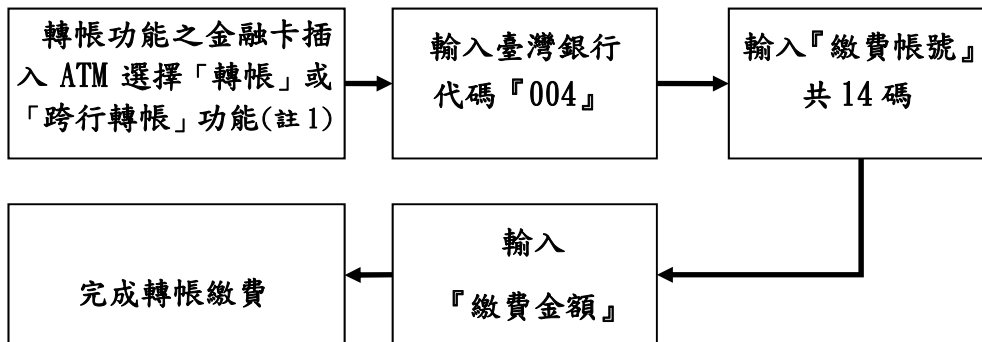 轉帳功能之金融卡插
入 ATM 選擇「轉帳」或
「跨行轉帳」功能(註1)
輸入臺灣銀行
代碼『004』
輸入『繳費帳號』
共 14 碼
輸入
『繳費金額』
完成轉帳繳費